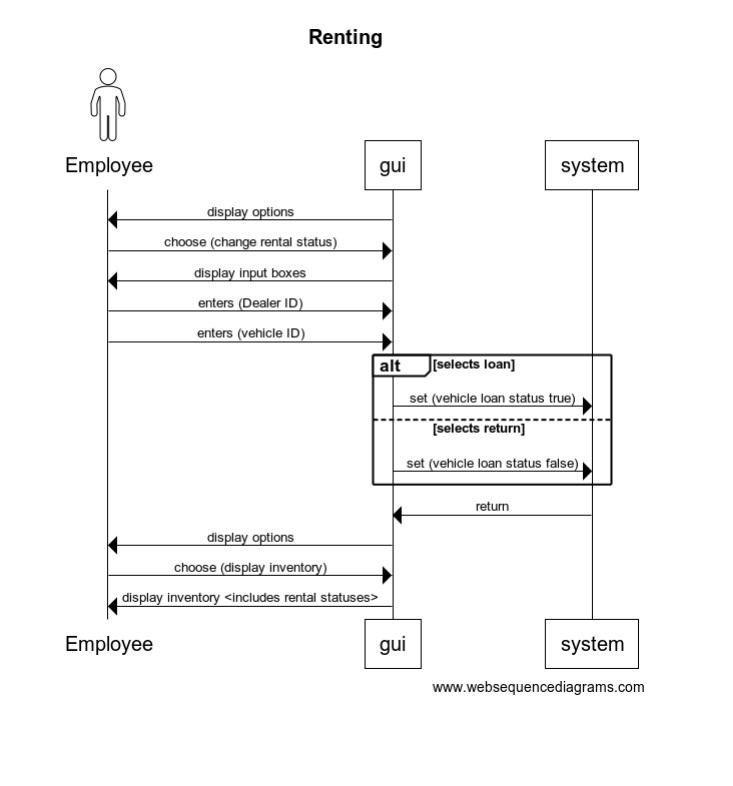 Renting
Employee
gui
system
display options
choose (change rental status)
display input boxes
enters (Dealer ID)
enters (vehicle ID)
alt [selects loan]
set (vehicle loan status true)
[selects return]
set (vehicle loan status false)
return
display options
choose (display inventory)
display inventory <includes rental statuses>
Employee
gui
system
www.websequencediagrams.com